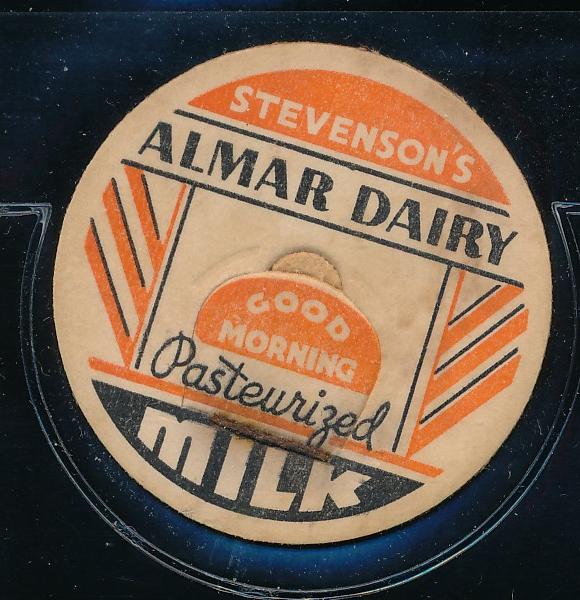 STEVENSON'S
ALMAR DAIRY
GOOD
MORNING
Pasteurized
MILK